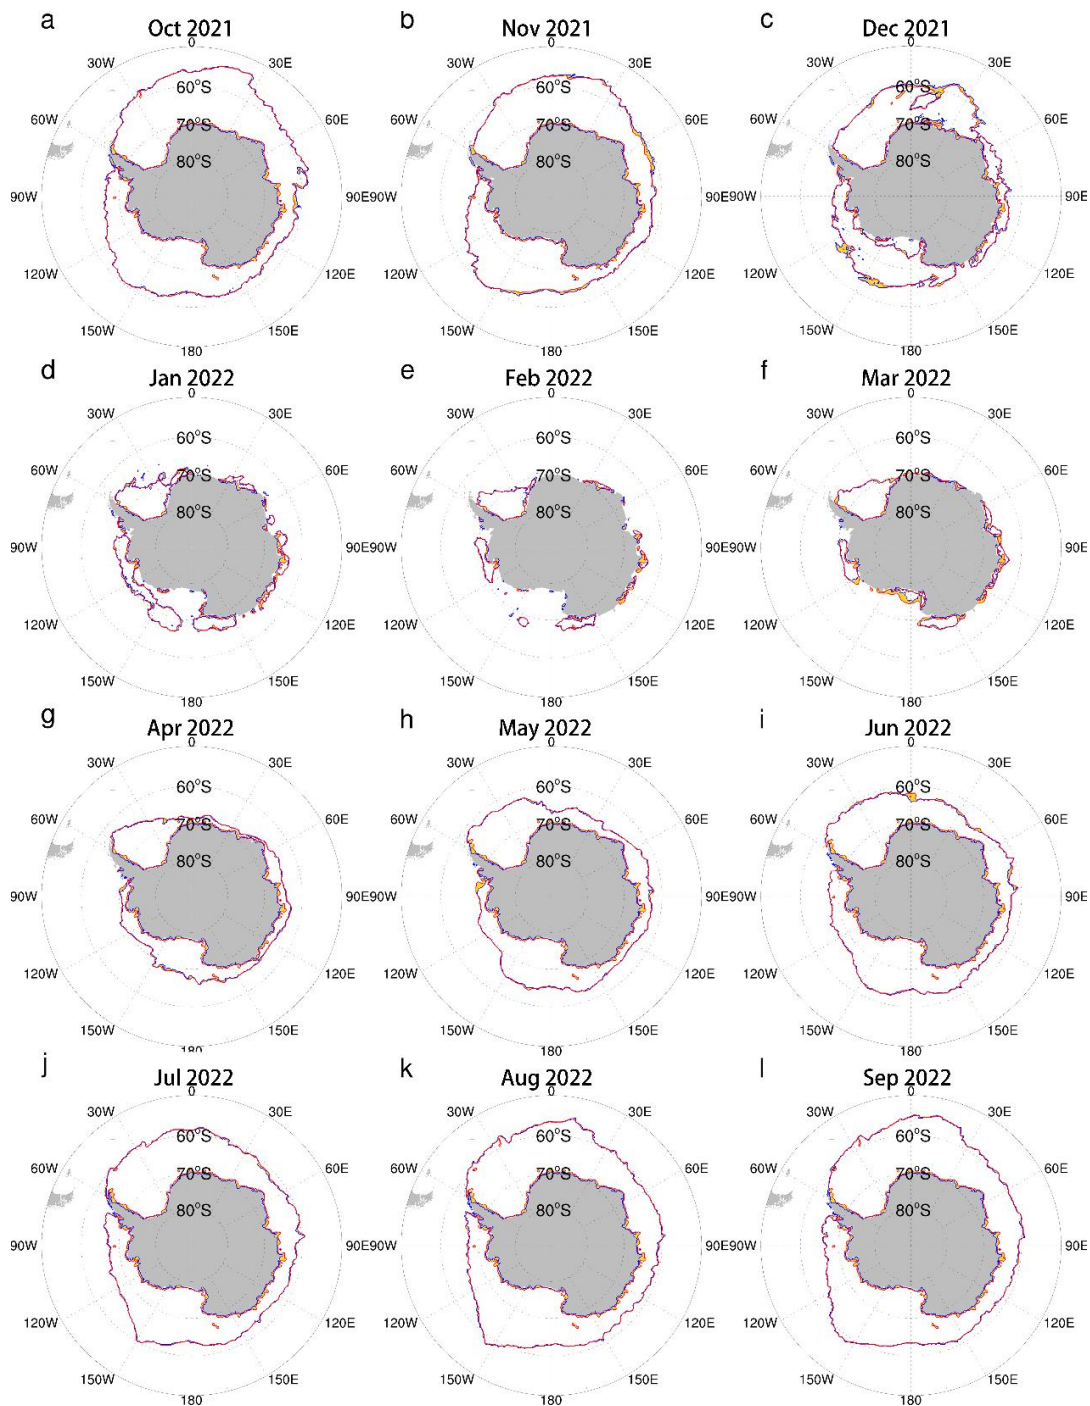 a
Oct 2021
0
30W 30E
60°S
60W 60E
70°S
80°S
90W 90E
120W 120E
150W 150E
180
b
Nov 2021
0
30W 30E
60°S
60W 60E
70°S
80°S
90W 90E
120W 120E
150W 150E
180
c
Dec 2021
0
30W 30E
60°S
60W 60E
70°S
80°S
90W 90E
120W 120E
150W 150E
180
d
Jan 2022
0
30W 30E
60°S
60W 60E
70°S
80°S
90W 90E
120W 120E
150W 150E
180
e
Feb 2022
0
30W 30E
60°S
60W 60E
70°S
80°S
90W 90E
120W 120E
150W 150E
180
f
Mar 2022
0
30W 30E
60°S
60W 60E
70°S
80°S
90W 90E
120W 120E
150W 150E
180
g
Apr 2022
0
30W 30E
60°S
60W 60E
70°S
80°S
90W 90E
120W 120E
150W 150E
180
h
May 2022
0
30W 30E
60°S
60W 60E
70°S
80°S
90W 90E
120W 120E
150W 150E
180
i
Jun 2022
0
30W 30E
60°S
60W 60E
70°S
80°S
90W 90E
120W 120E
150W 150E
180
j
Jul 2022
0
30W 30E
60°S
60W 60E
70°S
80°S
90W 90E
120W 120E
150W 150E
180
k
Aug 2022
0
30W 30E
60°S
60W 60E
70°S
80°S
90W 90E
120W 120E
150W 150E
180
l
Sep 2022
0
30W 30E
60°S
60W 60E
70°S
80°S
90W 90E
120W 120E
150W 150E
180